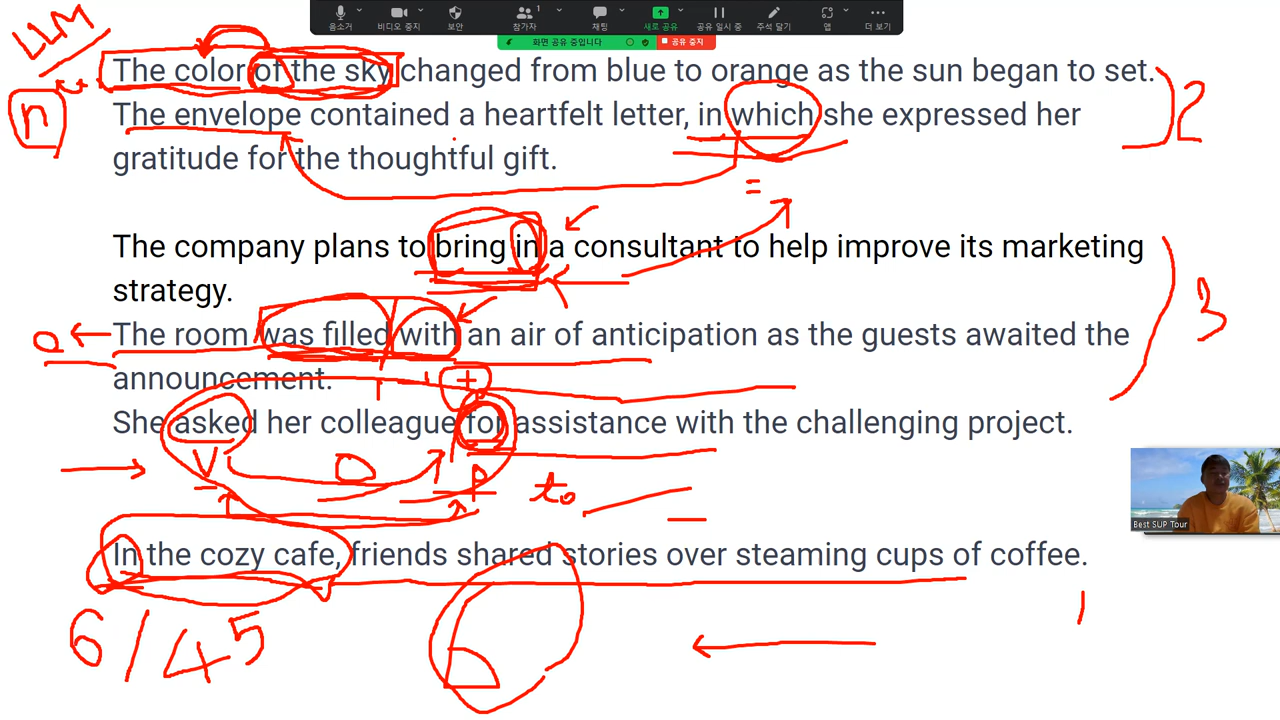 음소거 비디오 중지 보안 참가자 1 채팅 새로 공유 공유 일시 중지 주석 달기 앱 더 보기
화면 공유 중입니다 공유 중지
LLM
The color of the sky changed from blue to orange as the sun began to set.
n
The envelope contained a heartfelt letter, in which she expressed her
2
gratitude for the thoughtful gift.
=
The company plans to bring in a consultant to help improve its marketing
strategy.
3
The room was filled with an air of anticipation as the guests awaited the
announcement.
+
She asked her colleague for assistance with the challenging project.
V O P to
Best SUP Tour
In the cozy cafe, friends shared stories over steaming cups of coffee.
6/45
1